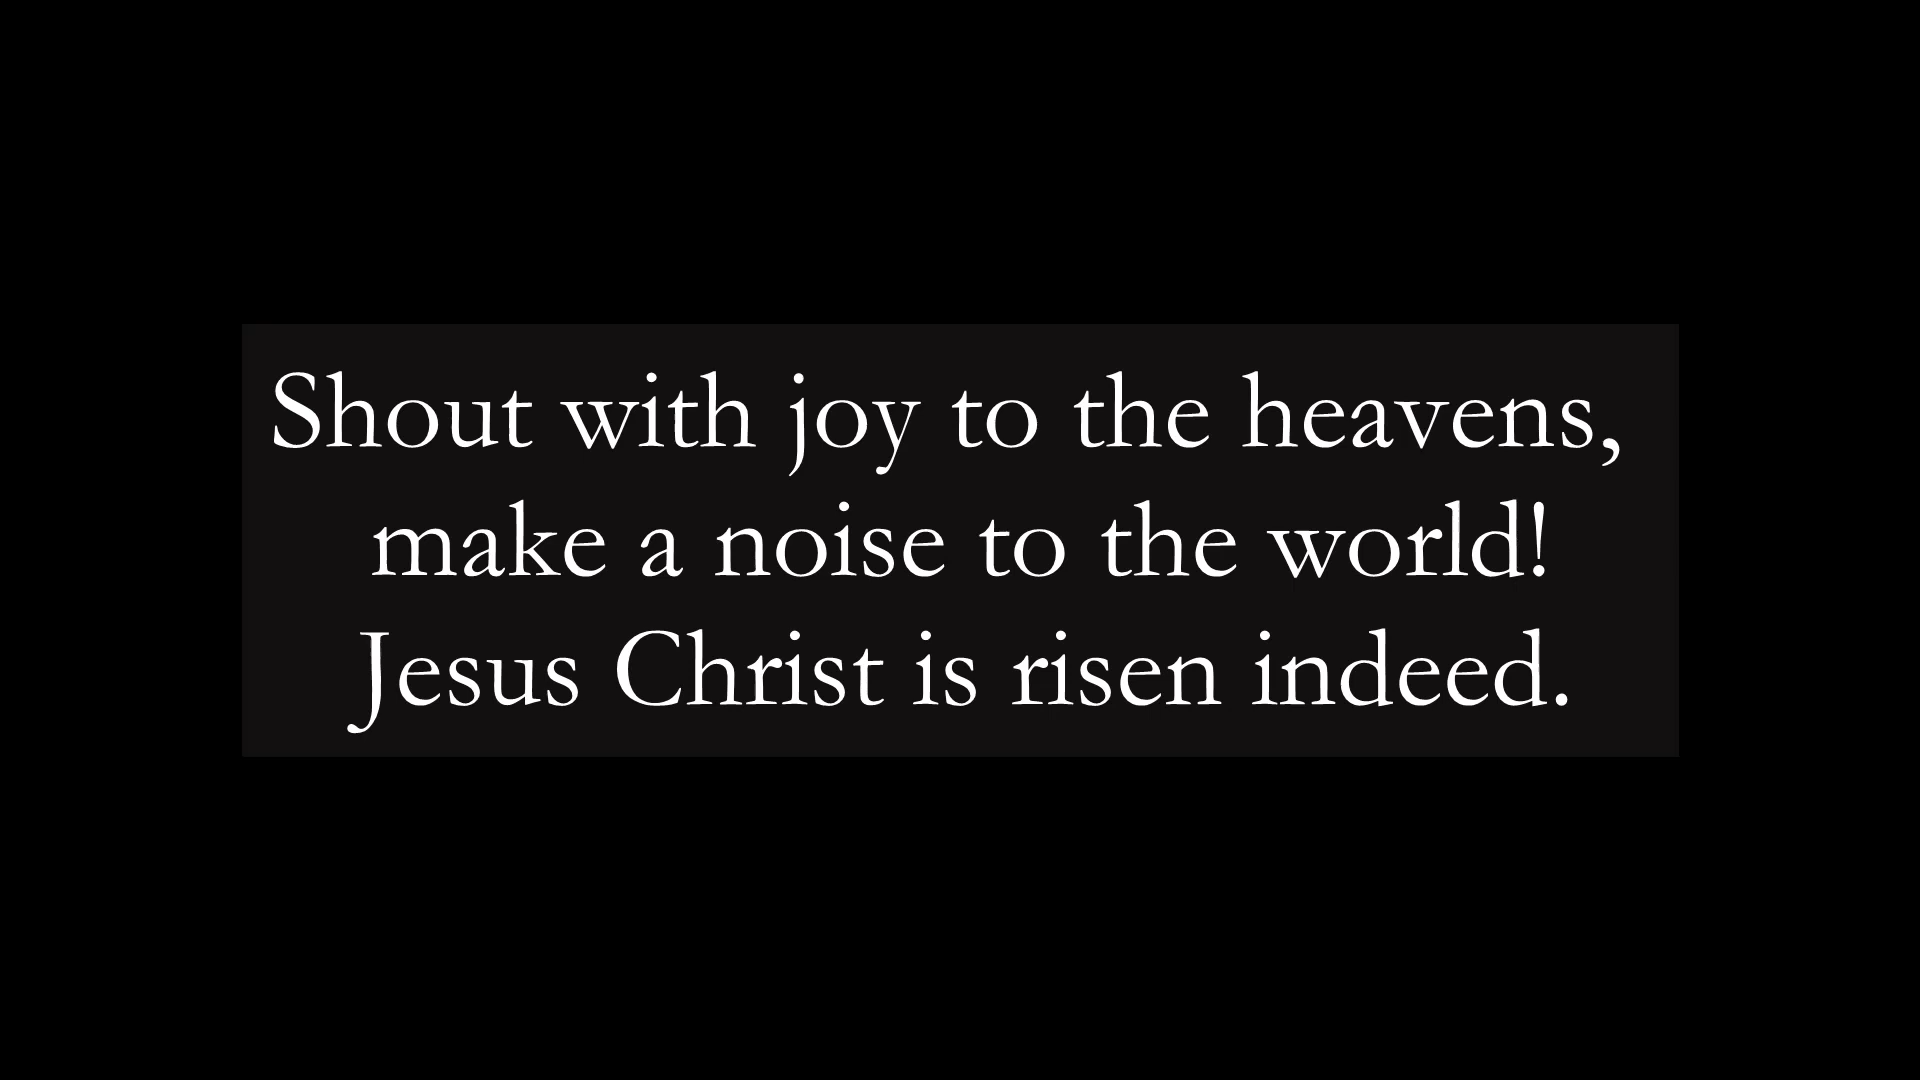 Shout with joy to the heavens,
make a noise to the world!
Jesus Christ is risen indeed.